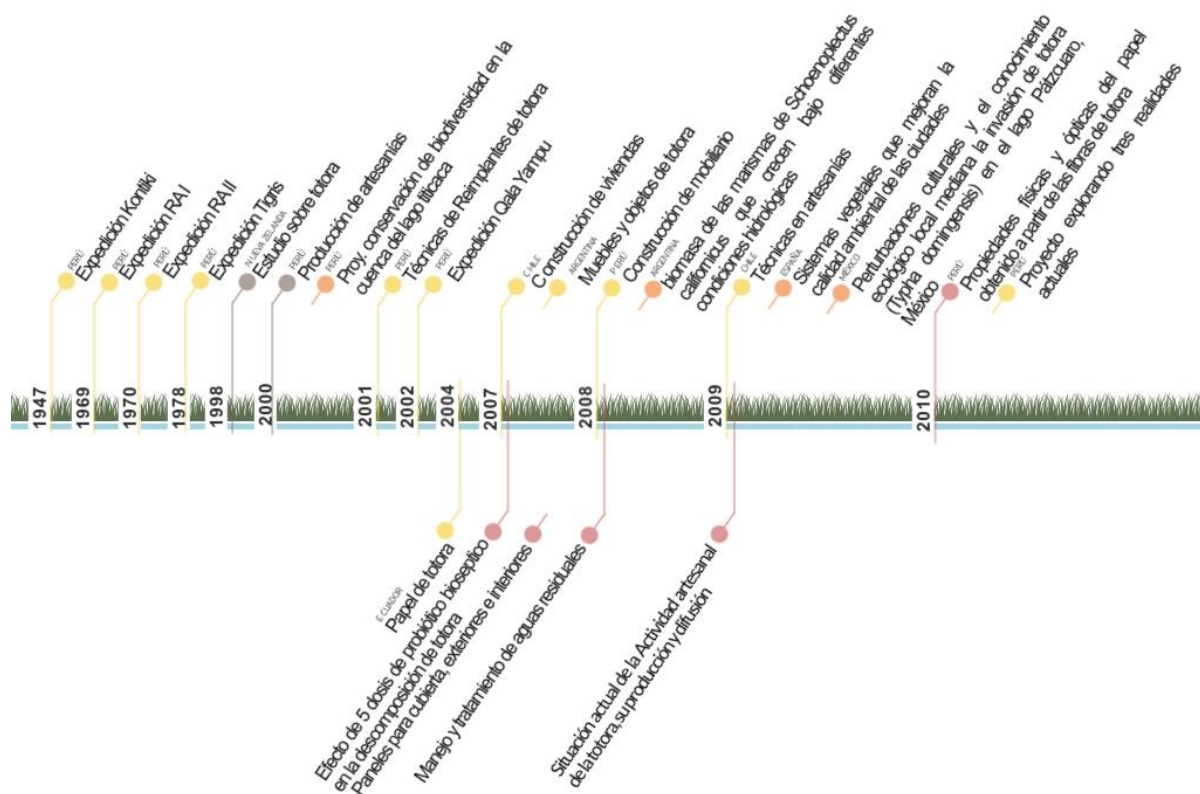 PERÚ
Expedición Kontiki
PERÚ
Expedición RA I
PERÚ
Expedición RA II
PERÚ
Expedición Tigris
NUEVA ZELANDA
Estudio sobre totora
PERÚ
Producción de artesanías
PERÚ
Proy. conservación de biodiversidad en la
cuenca del lago titicaca
PERÚ
Técnicas de Reimplantes de totora
PERÚ
Expedición Qala Yampu
CHILE
Construcción de viviendas
ARGENTINA
Muebles y objetos de totora
PERÚ
Construcción de mobiliario
ARGENTINA
biomasa de las marismas de Schoenoplectus
californicus que crecen bajo diferentes
condiciones hidrológicas
CHILE
Técnicas en artesanías
ESPAÑA
Sistemas vegetales que mejoran la
calidad ambiental de las ciudades
MÉXICO
Perturbaciones culturales y el conocimiento
ecológico local mediana la invasión de totora
(Typha domingensis) en el lago Pátzcuaro,
México
PERÚ
Propiedades físicas y ópticas del papel
obtenido a partir de las fibras de totora
PERÚ
Proyecto explorando tres realidades
actuales
1947
1969
1970
1978
1998
2000
2001
2002
2004
2007
2008
2009
2010
ECUADOR
Papel de totora
Efecto de 5 dosis de probiótico bioseptico
en la descomposición de totora
Paneles para cubierta, exteriores e interiores
Manejo y tratamiento de aguas residuales
Situación actual de la Actividad artesanal
de la totora, su producción y difusión